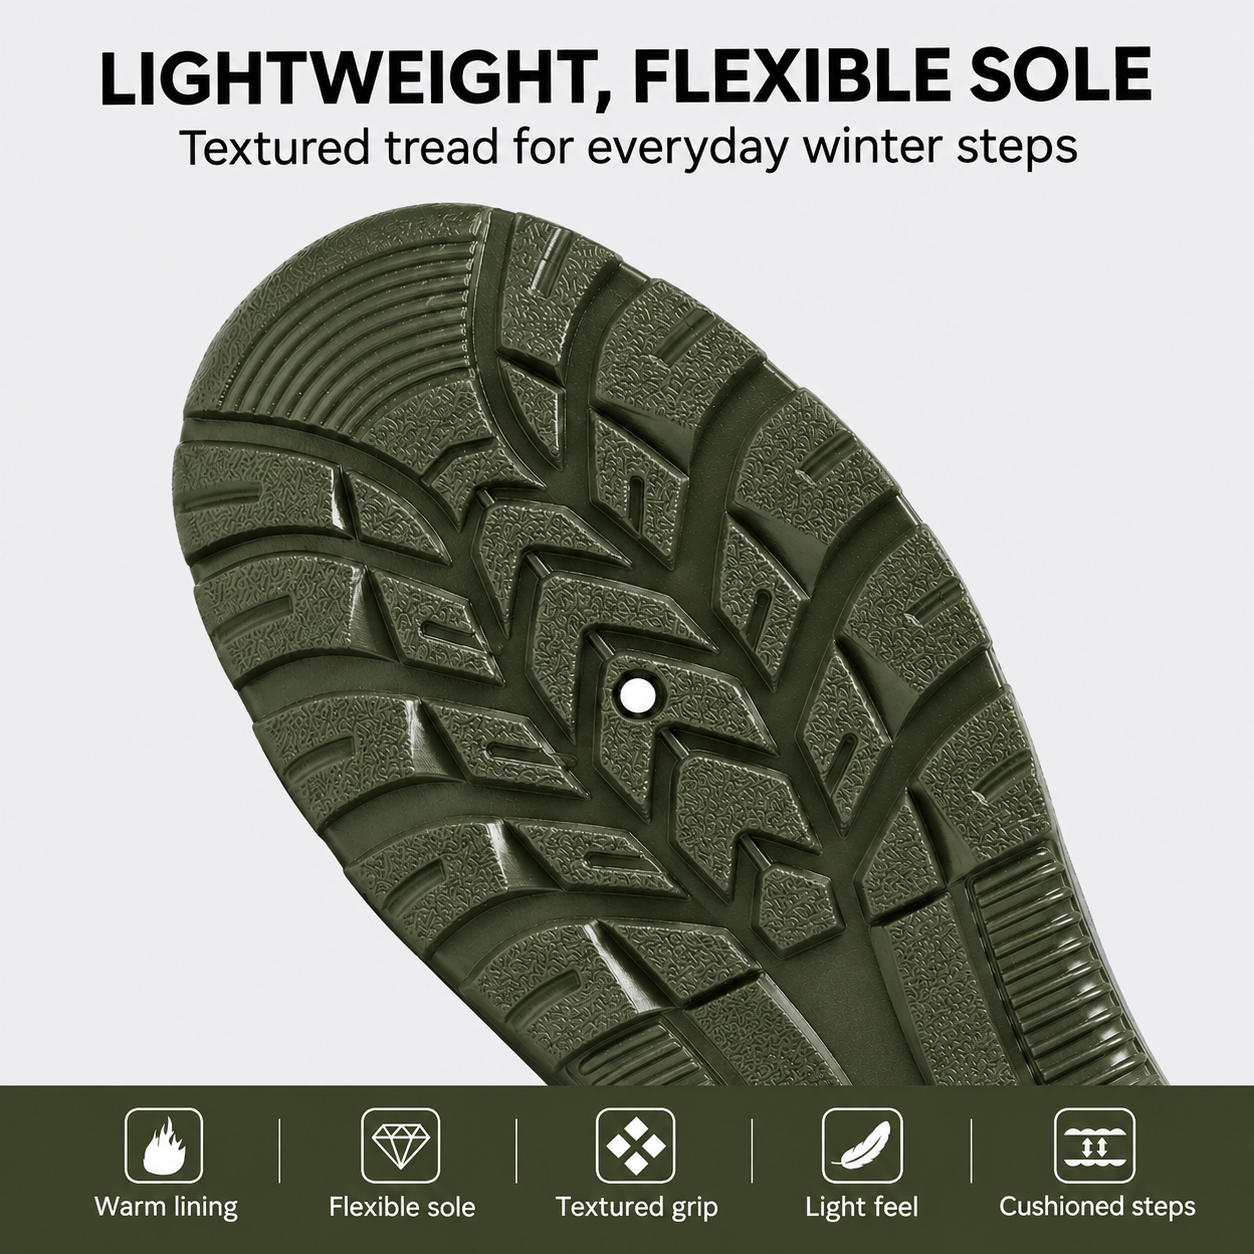 LIGHTWEIGHT, FLEXIBLE SOLE
Textured tread for everyday winter steps
Warm lining
Flexible sole
Textured grip
Light feel
Cushioned steps